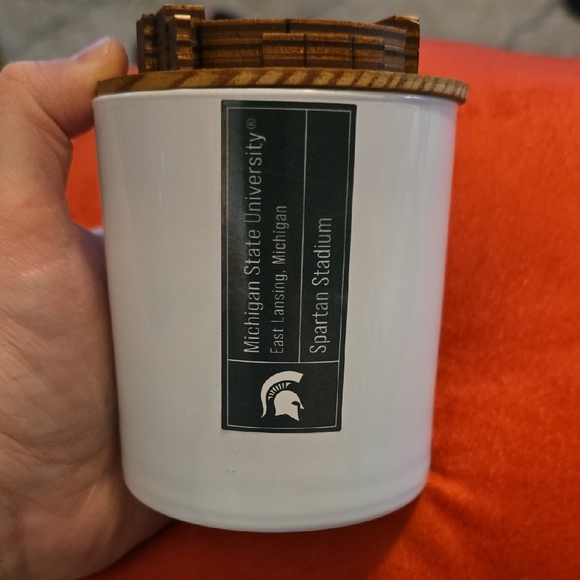 Michigan State University®
East Lansing, Michigan
Spartan Stadium